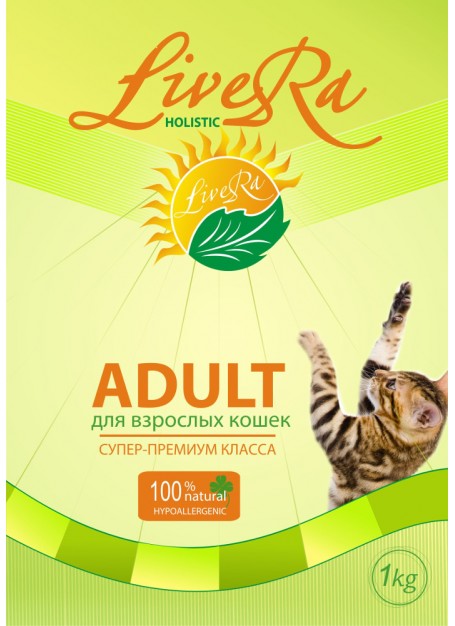 LiveRa
HOLISTIC
LiveRa
ADULT
для взрослых кошек
СУПЕР-ПРЕМИУМ КЛАССА
100% natural
HYPOALLERGENIC
1kg